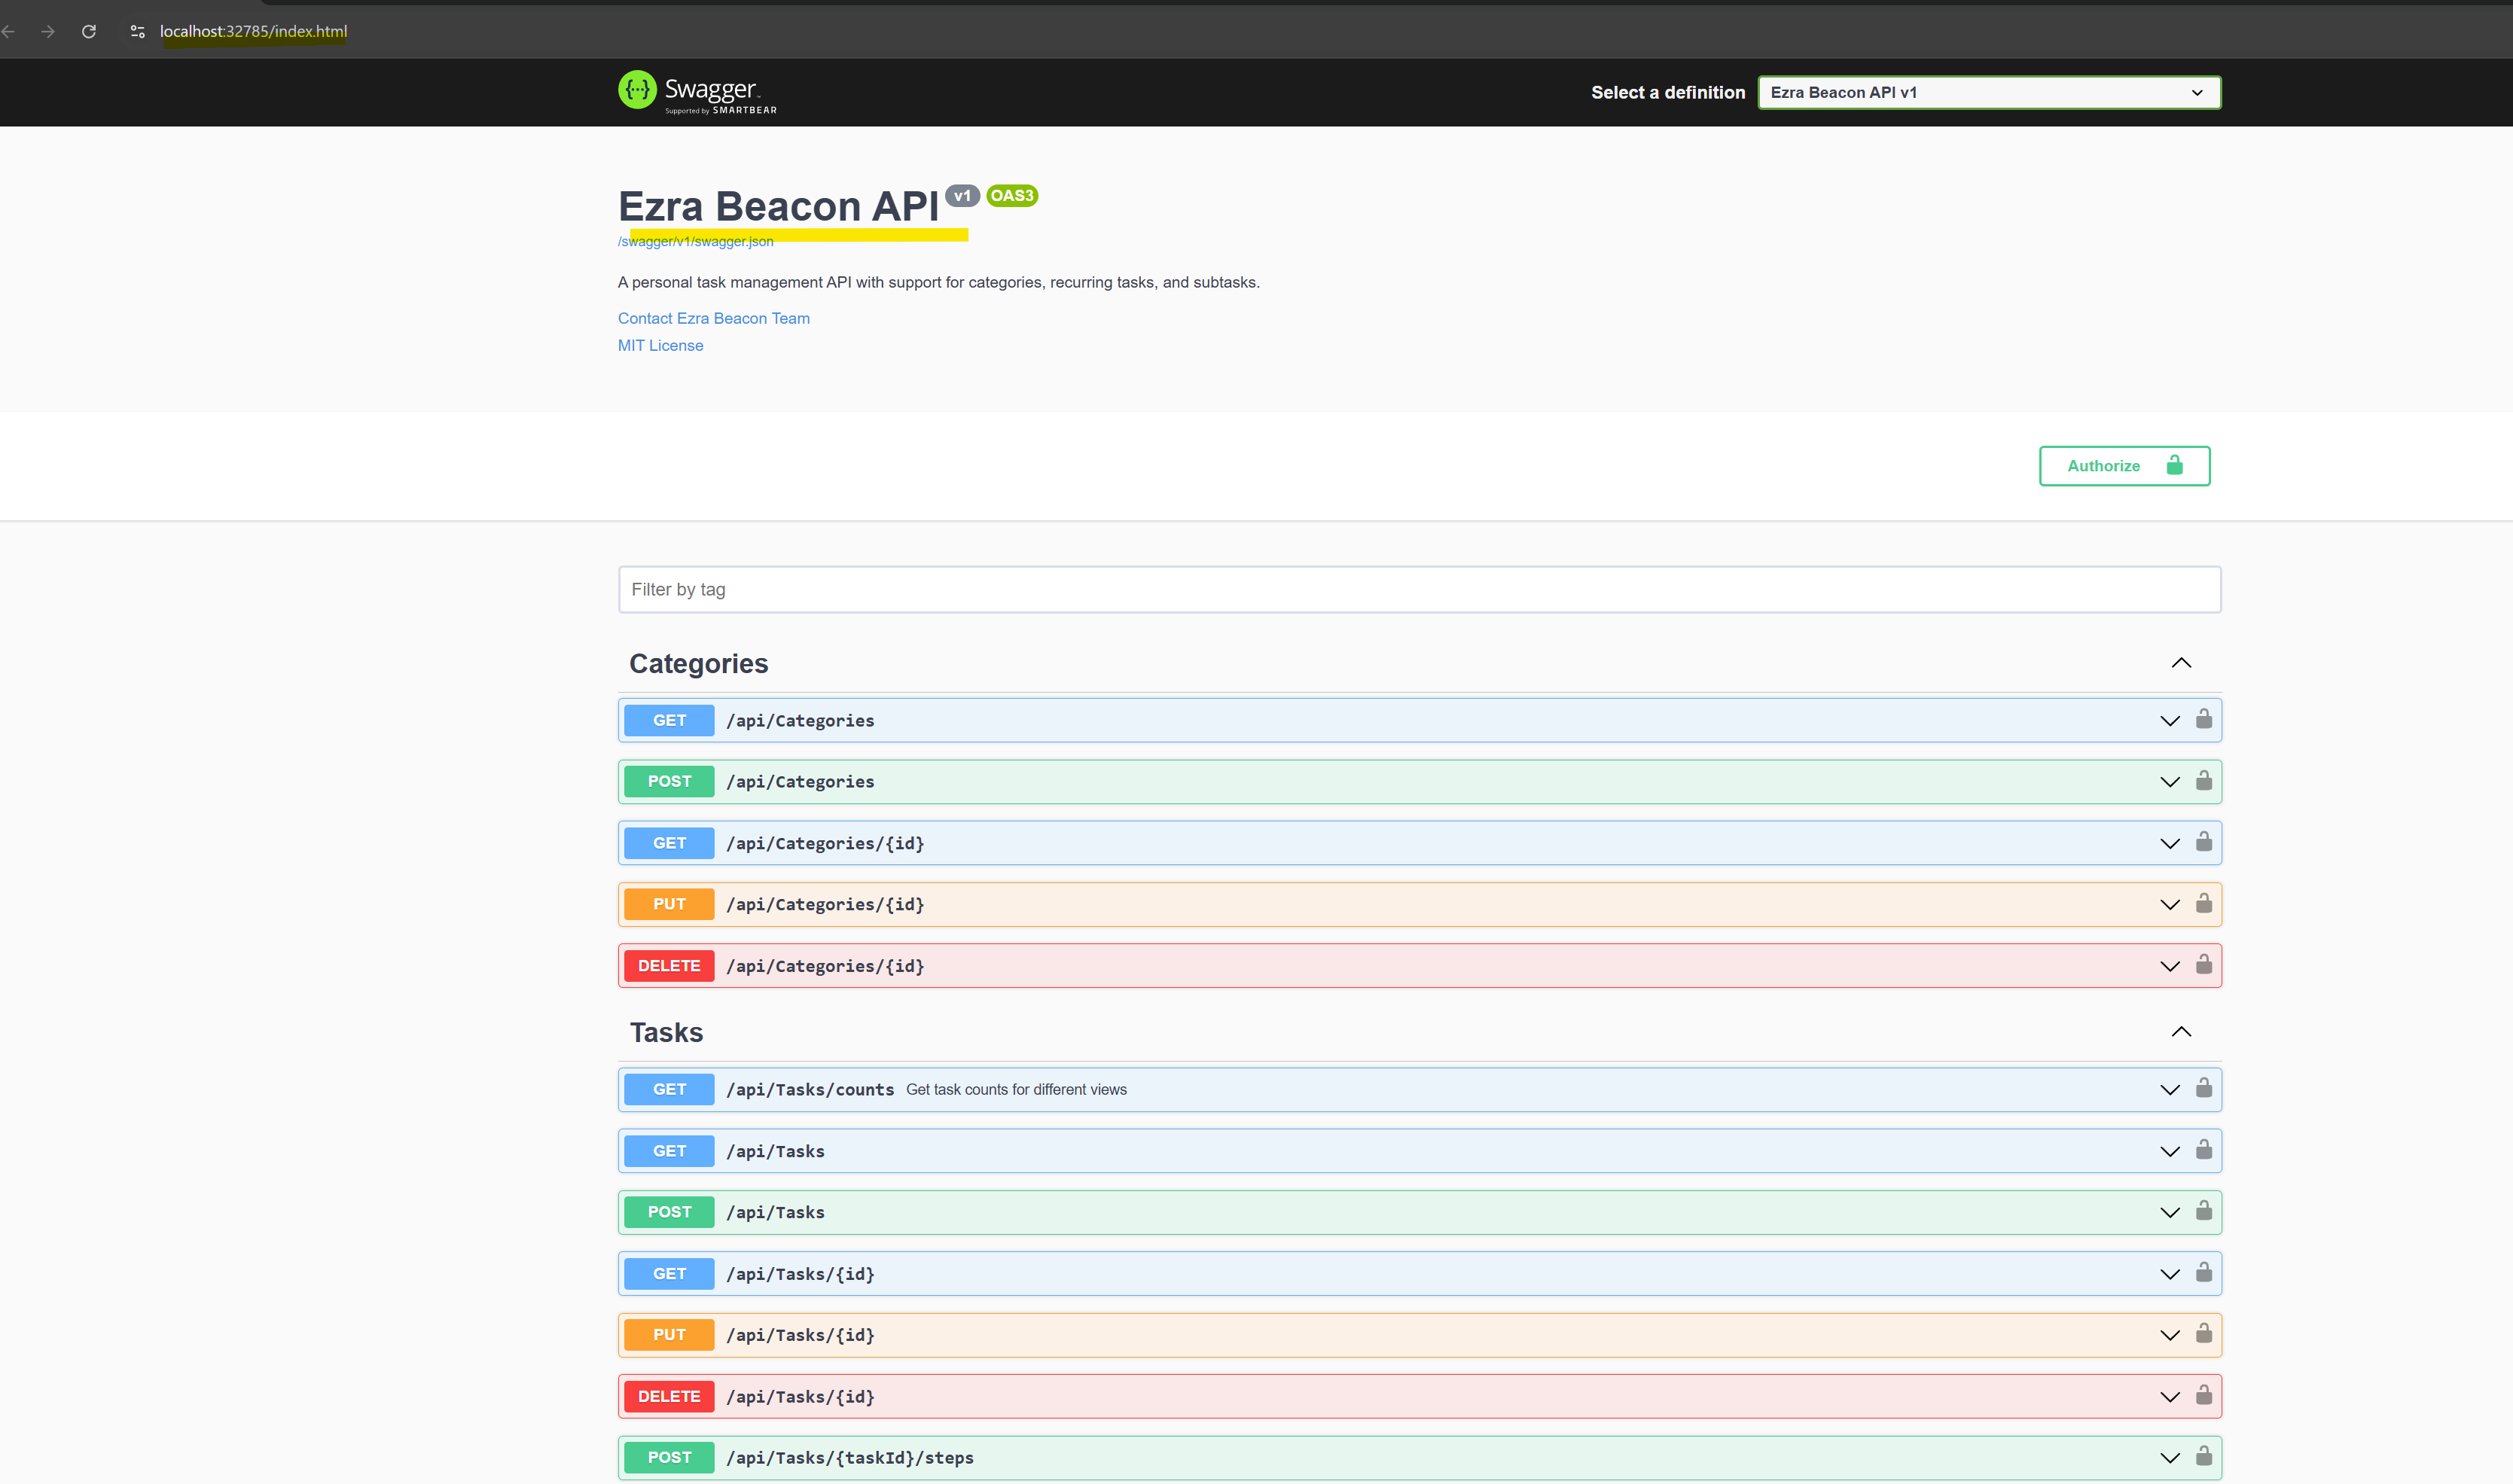 localhost:32785/index.html
Swagger
Supported by SMARTBEAR
Select a definition
Ezra Beacon API v1
Ezra Beacon API v1 OAS3
/swagger/v1/swagger.json
A personal task management API with support for categories, recurring tasks, and subtasks.
Contact Ezra Beacon Team
MIT License
Authorize
Filter by tag
Categories
GET /api/Categories
POST /api/Categories
GET /api/Categories/{id}
PUT /api/Categories/{id}
DELETE /api/Categories/{id}
Tasks
GET /api/Tasks/counts Get task counts for different views
GET /api/Tasks
POST /api/Tasks
GET /api/Tasks/{id}
PUT /api/Tasks/{id}
DELETE /api/Tasks/{id}
POST /api/Tasks/{taskId}/steps